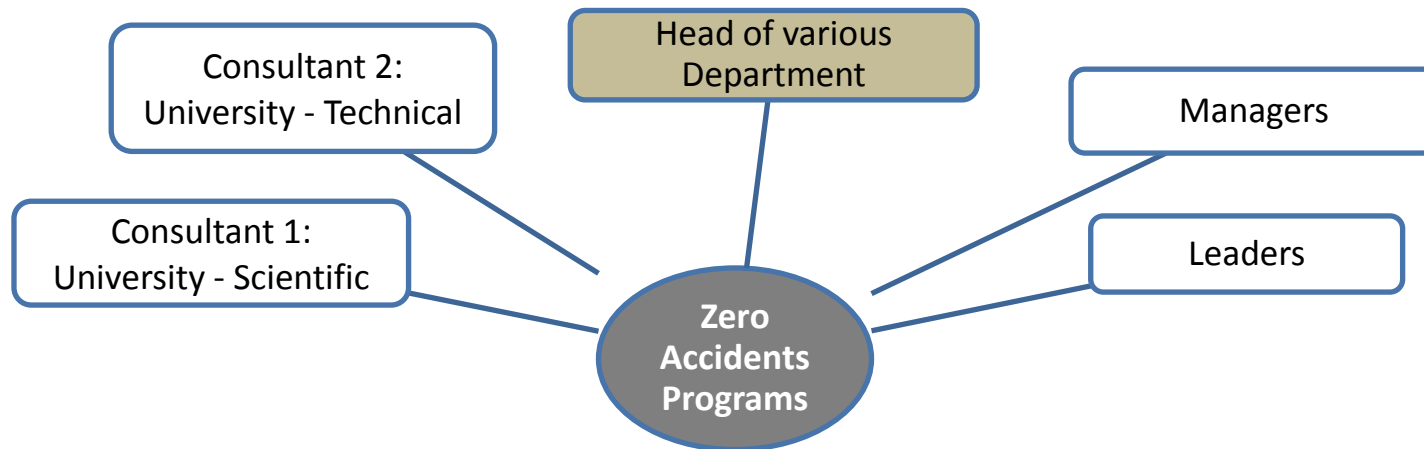 Head of various
Department
Consultant 2:
University - Technical
Managers
Consultant 1:
University - Scientific
Leaders
Zero
Accidents
Programs